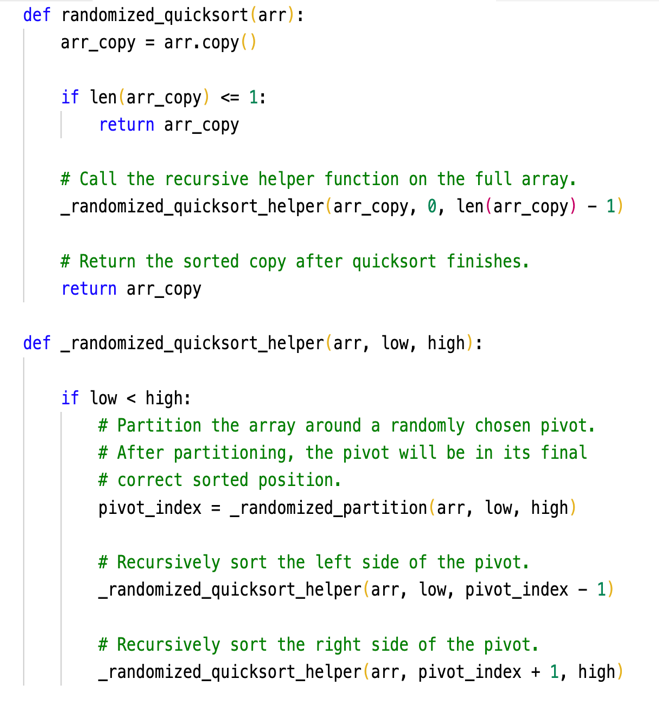 def randomized_quicksort(arr):
    arr_copy = arr.copy()
    if len(arr_copy) <= 1:
        return arr_copy
    # Call the recursive helper function on the full array.
    _randomized_quicksort_helper(arr_copy, 0, len(arr_copy) - 1)
    # Return the sorted copy after quicksort finishes.
    return arr_copy
def _randomized_quicksort_helper(arr, low, high):
    if low < high:
        # Partition the array around a randomly chosen pivot.
        # After partitioning, the pivot will be in its final
        # correct sorted position.
        pivot_index = _randomized_partition(arr, low, high)
        # Recursively sort the left side of the pivot.
        _randomized_quicksort_helper(arr, low, pivot_index - 1)
        # Recursively sort the right side of the pivot.
        _randomized_quicksort_helper(arr, pivot_index + 1, high)